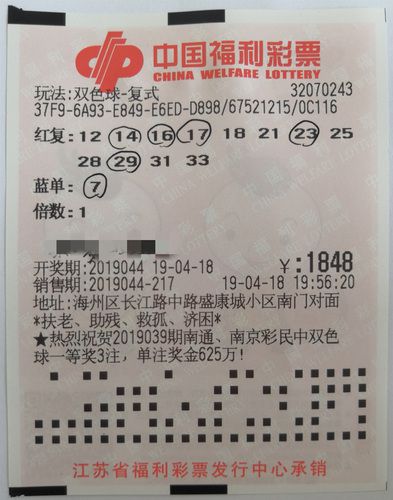 中国福利彩票
CHINA WELFARE LOTTERY
玩法:双色球-复式 32070243
37F9-6A93-E849-E6ED-D898/67521215/0C116
红复: 12 14 16 17 18 21 23 25
28 29 31 33
蓝单: 7
倍数: 1
开奖期:2019044 19-04-18 ¥:1848
销售期:2019044-217 19-04-18 19:56:20
地址:海州区长江路中路盛康城小区南门对面
*扶老、助残、救孤、济困*
★热烈祝贺2019039期南通、南京彩民中双色
球一等奖3注，单注奖金625万!
江苏省福利彩票发行中心承销